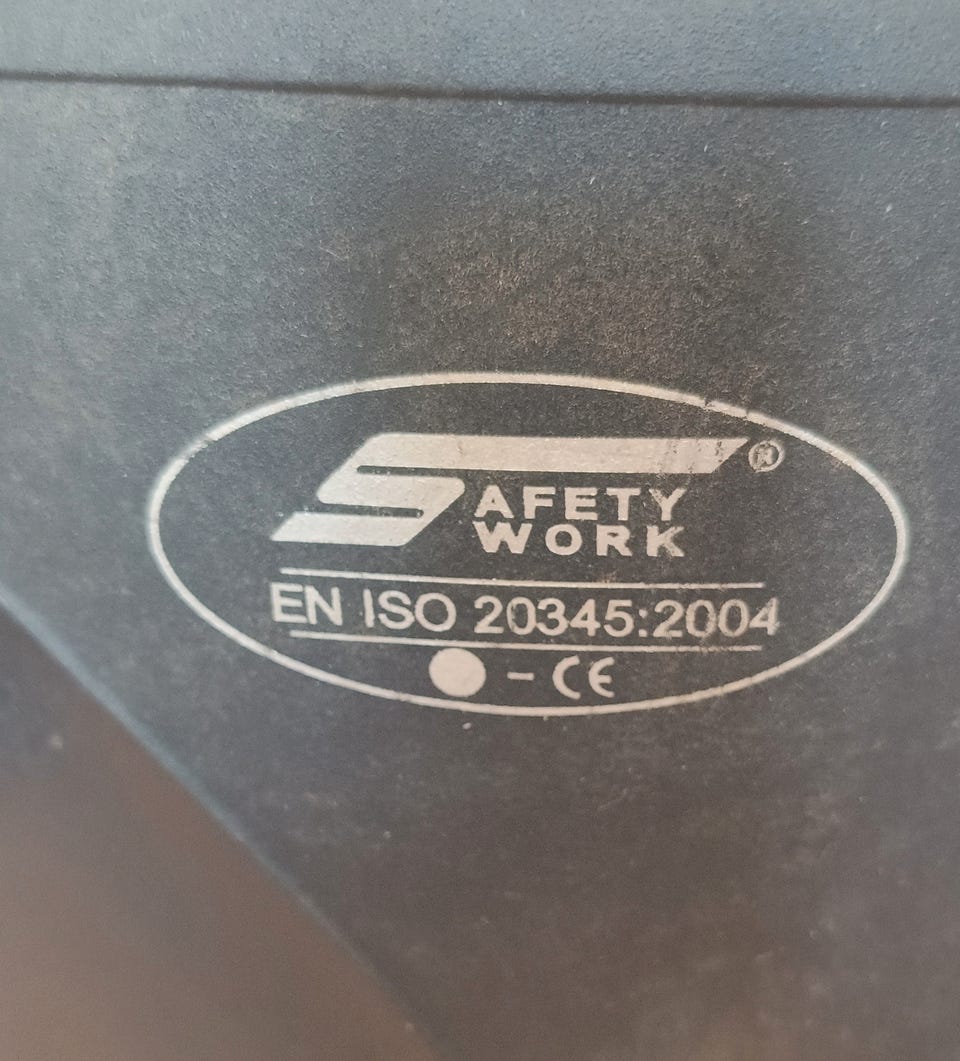 SAFETY ®
WORK
EN ISO 20345:2004
- CE